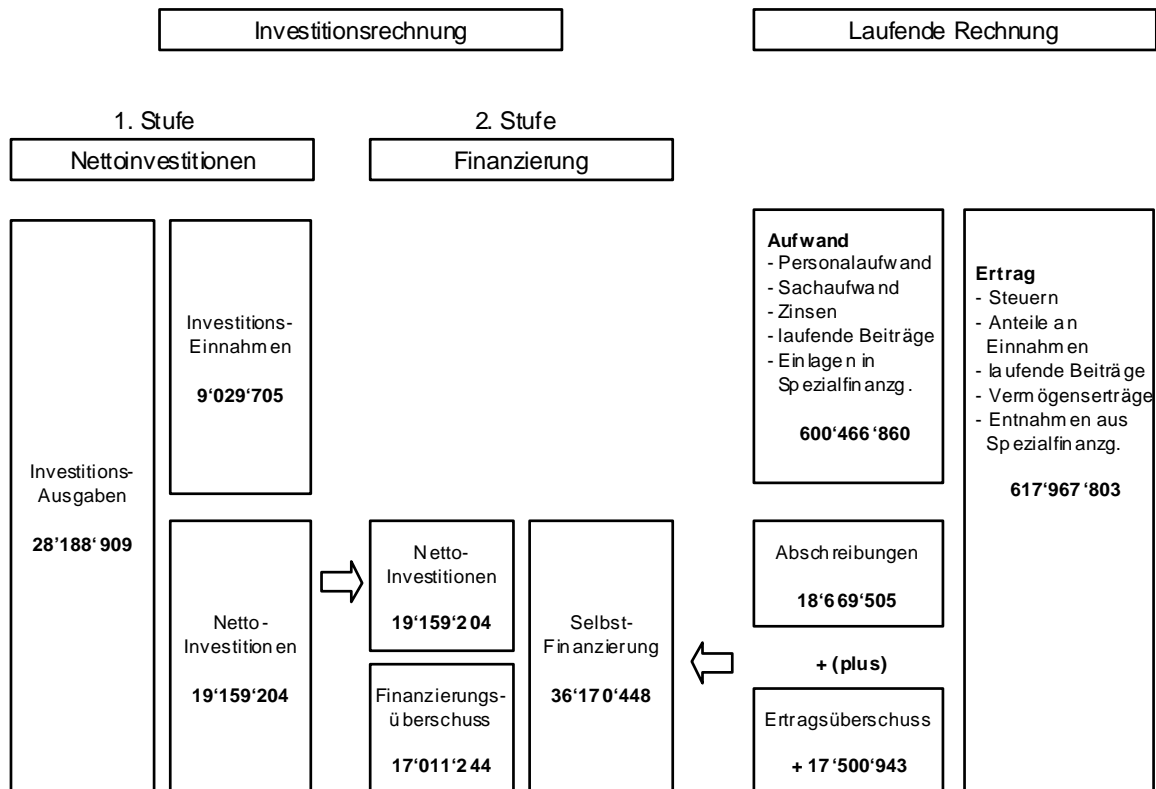 Investitionsrechnung
Laufende Rechnung
1. Stufe
2. Stufe
Nettoinvestitionen
Finanzierung
Investitions-
Ausgaben
28’188‘909
Investitions-
Einnahmen
9‘029‘705
Netto-
Investitionen
19‘159‘204
Netto-
Investitionen
19‘159‘204
Finanzierungs-
überschuss
17‘011‘244
Selbst-
Finanzierung
36‘170‘448
Aufwand
- Personalaufwand
- Sachaufwand
- Zinsen
- laufende Beiträge
- Einlagen in
Spezialfinanzg.
600‘466‘860
Abschreibungen
18‘669‘505
+ (plus)
Ertragsüberschuss
+ 17‘500‘943
Ertrag
- Steuern
- Anteile an
Einnahmen
- laufende Beiträge
- Vermögenserträge
- Entnahmen aus
Spezialfinanzg.
617‘967‘803